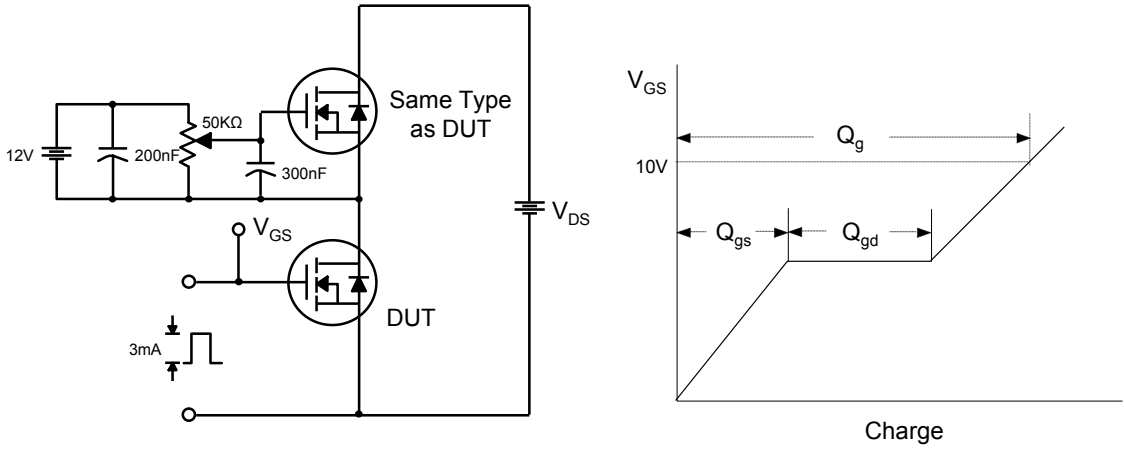 Same Type
as DUT
50KΩ
12V
200nF
300nF
V_GS
V_DS
DUT
3mA
V_GS
Q_g
10V
Q_gs
Q_gd
Charge